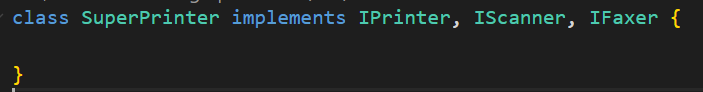 class SuperPrinter implements IPrinter, IScanner, IFaxer {
}